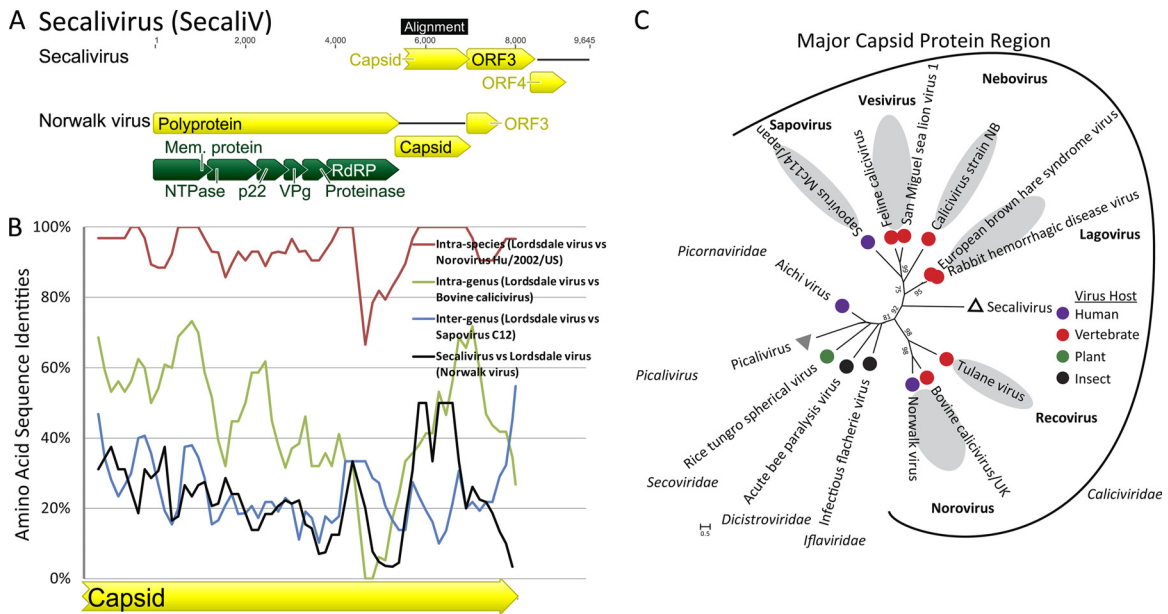 A Secalivirus (SecaliV)
Alignment
1 2,000 4,000 6,000 8,000 9,645
Secalivirus
Capsid
ORF3
ORF4
Norwalk virus
Polyprotein
ORF3
Capsid
Mem. protein
RdRP
NTPase p22 VPg Proteinase
B
Amino Acid Sequence Identities
100%
80%
60%
40%
20%
0%
Intra-species (Lordsdale virus vs
Norovirus Hu/2002/US)
Intra-genus (Lordsdale virus vs
Bovine calicivirus)
Inter-genus (Lordsdale virus vs
Sapovirus C12)
Secalivirus vs Lordsdale virus
(Norwalk virus)
Capsid
C
Major Capsid Protein Region
Nebovirus
Vesivirus
Sapovirus
Sapovirus Mc114/Japan
Feline calicivirus
San Miguel sea lion virus 1
Calicivirus strain NB
European brown hare syndrome virus
Rabbit hemorrhagic disease virus
Lagovirus
Picornaviridae
Aichi virus
Secalivirus
Virus Host
Human
Vertebrate
Plant
Insect
Picalivirus
Picalivirus
Rice tungro spherical virus
Secoviridae
Acute bee paralysis virus
Dicistroviridae
Infectious flacherie virus
Iflaviridae
Norwalk virus
Bovine calicivirus/UK
Norovirus
Tulane virus
Recovirus
Caliciviridae
75
95
81
98
98
0.5